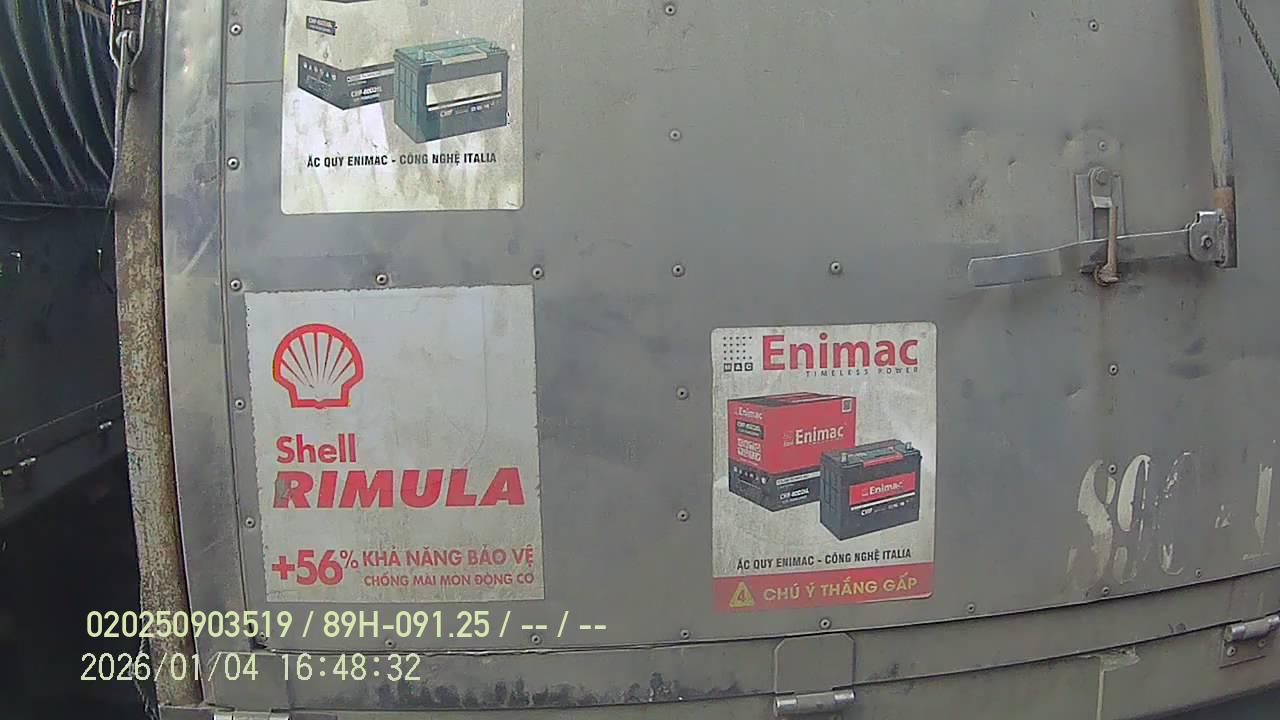 ẮC QUY ENIMAC - CÔNG NGHỆ ITALIA
Shell
RIMULA
+56% KHẢ NĂNG BẢO VỆ
CHỐNG MÀI MÒN ĐỘNG CƠ
MAC
Enimac
TIMELESS POWER
Enimac
Enimac
Enimac
ẮC QUY ENIMAC - CÔNG NGHỆ ITALIA
CHÚ Ý THẮNG GẤP
020250903519 / 89H-091.25 / -- / --
2026/01/04 16:48:32